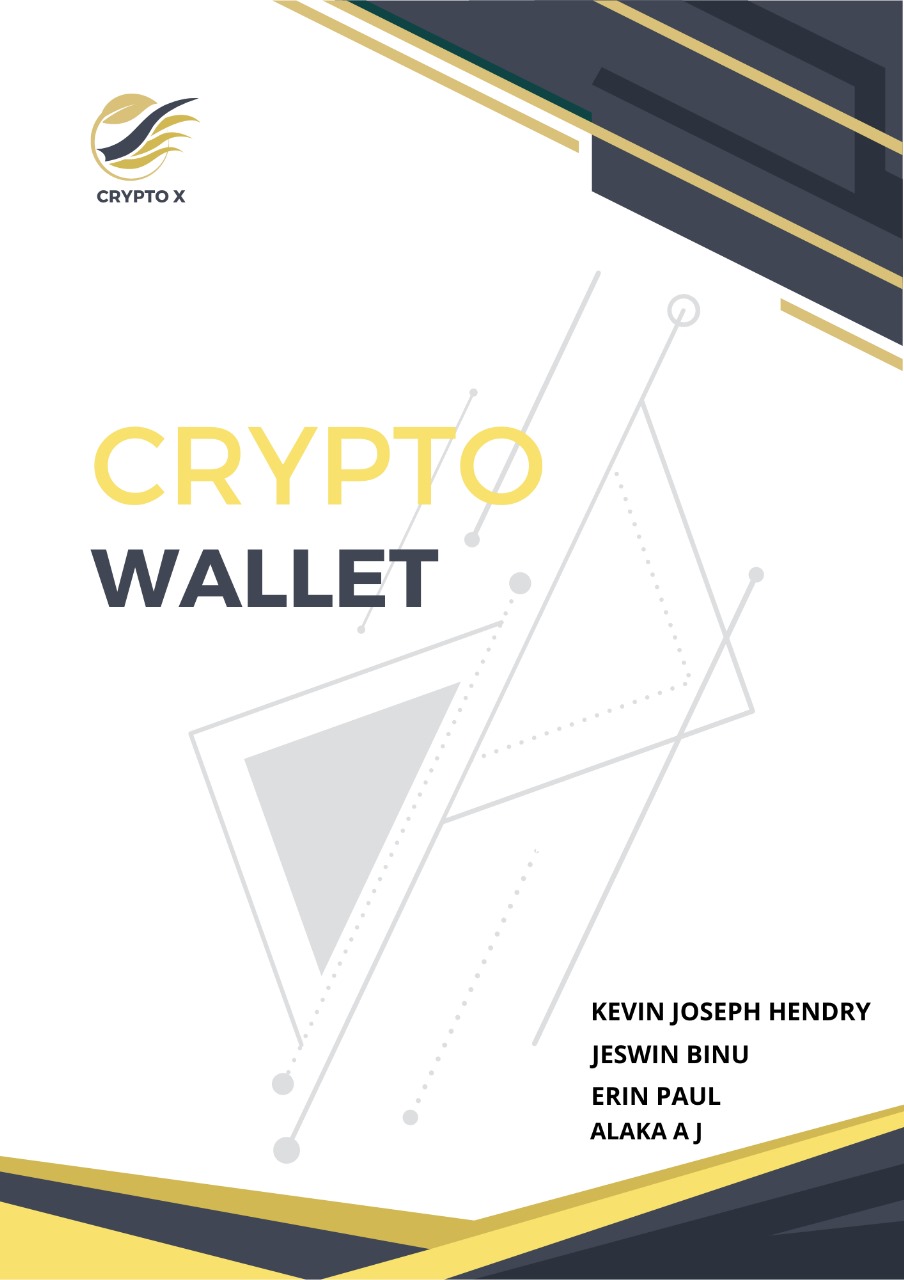 CRYPTO X
CRYPTO
WALLET
KEVIN JOSEPH HENDRY
JESWIN BINU
ERIN PAUL
ALAKA A J